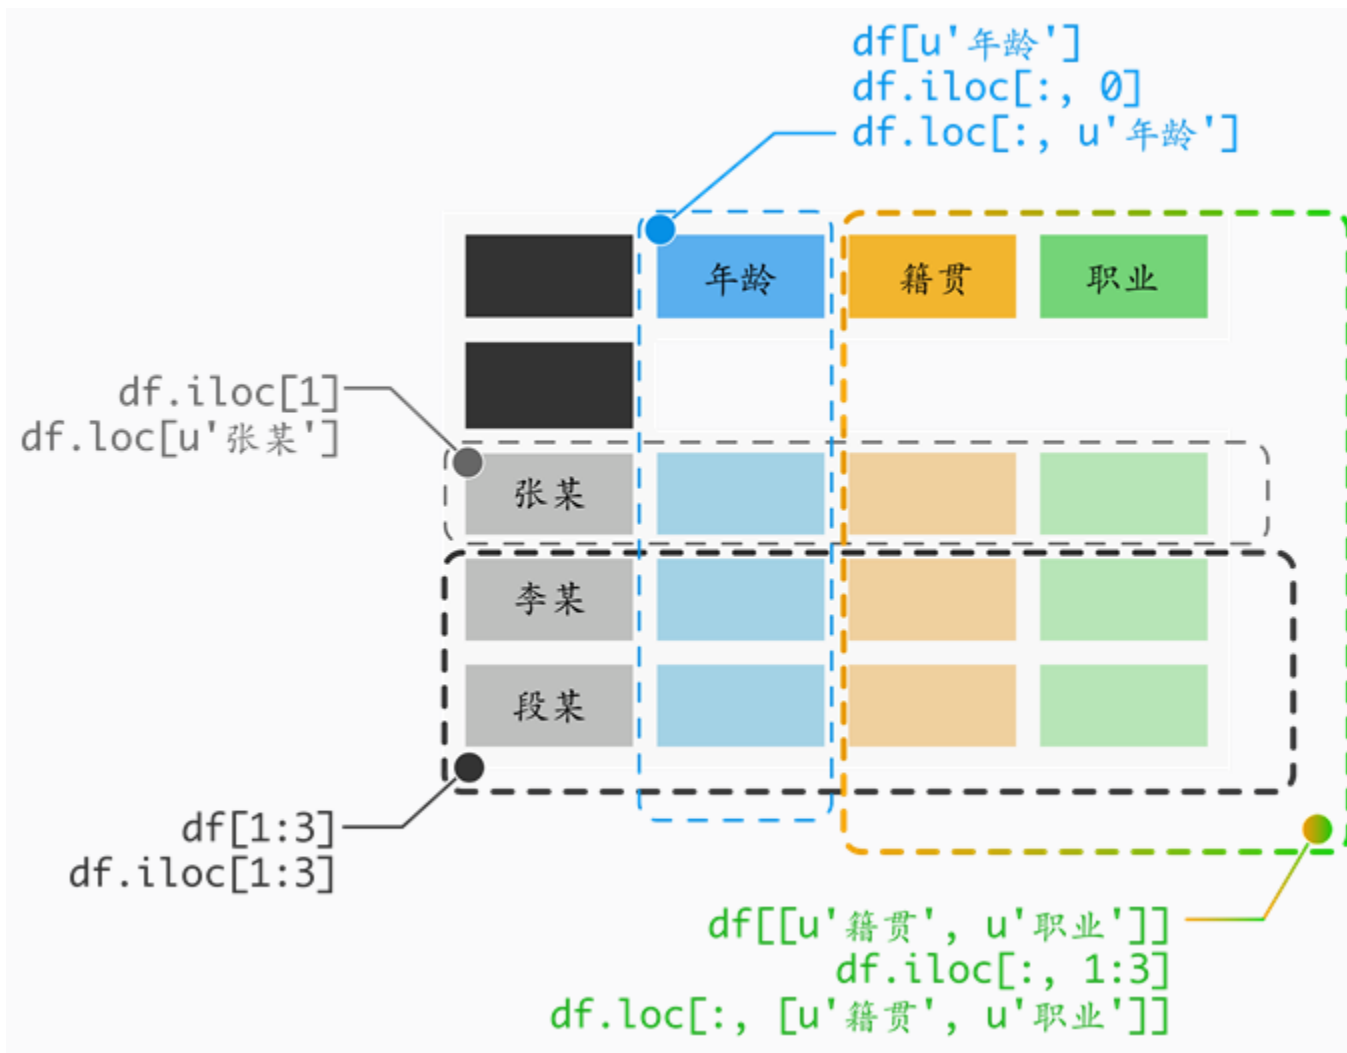 df[u'年龄']
df.iloc[:, 0]
df.loc[:, u'年龄']
年龄 籍贯 职业
df.iloc[1]
df.loc[u'张某']
张某
李某
段某
df[1:3]
df.iloc[1:3]
df[[u'籍贯', u'职业']]
df.iloc[:, 1:3]
df.loc[:, [u'籍贯', u'职业']]